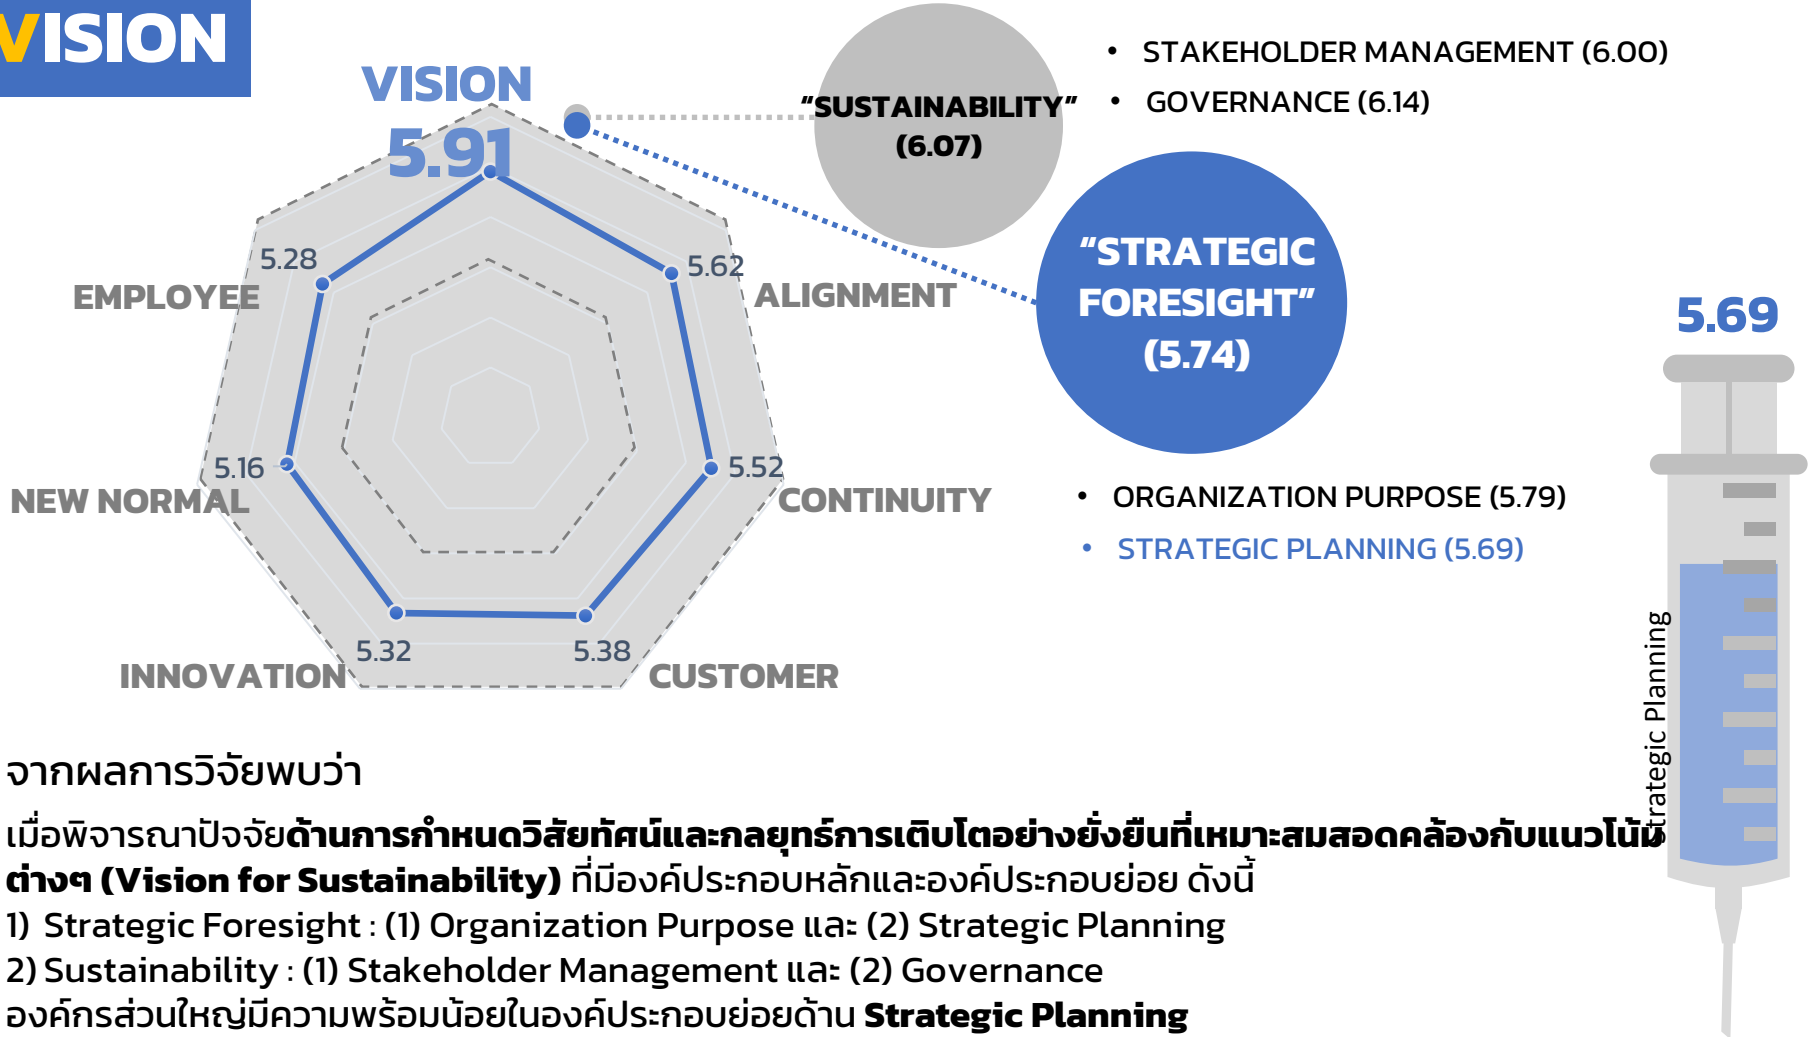 VISION
VISION
5.91
5.28
EMPLOYEE
5.62
ALIGNMENT
5.16
NEW NORMAL
5.52
CONTINUITY
5.32
INNOVATION
5.38
CUSTOMER
"SUSTAINABILITY"
(6.07)
• STAKEHOLDER MANAGEMENT (6.00)
• GOVERNANCE (6.14)
"STRATEGIC
FORESIGHT"
(5.74)
• ORGANIZATION PURPOSE (5.79)
• STRATEGIC PLANNING (5.69)
5.69
Strategic Planning
จากผลการวิจัยพบว่า
เมื่อพิจารณาปัจจัยด้านการกำหนดวิสัยทัศน์และกลยุทธ์การเติบโตอย่างยั่งยืนที่เหมาะสมสอดคล้องกับแนวโน้ม
ต่างๆ (Vision for Sustainability) ที่มีองค์ประกอบหลักและองค์ประกอบย่อย ดังนี้
1) Strategic Foresight : (1) Organization Purpose และ (2) Strategic Planning
2) Sustainability : (1) Stakeholder Management และ (2) Governance
องค์กรส่วนใหญ่มีความพร้อมน้อยในองค์ประกอบย่อยด้าน Strategic Planning